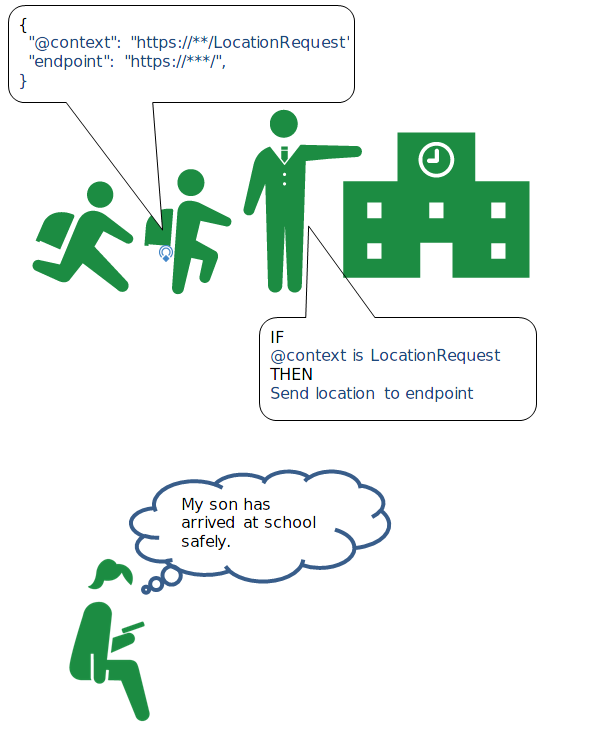 {
"@context": "https://**/LocationRequest'
"endpoint": "https://***/",
}
IF
@context is LocationRequest
THEN
Send location to endpoint
My son has
arrived at school
safely.